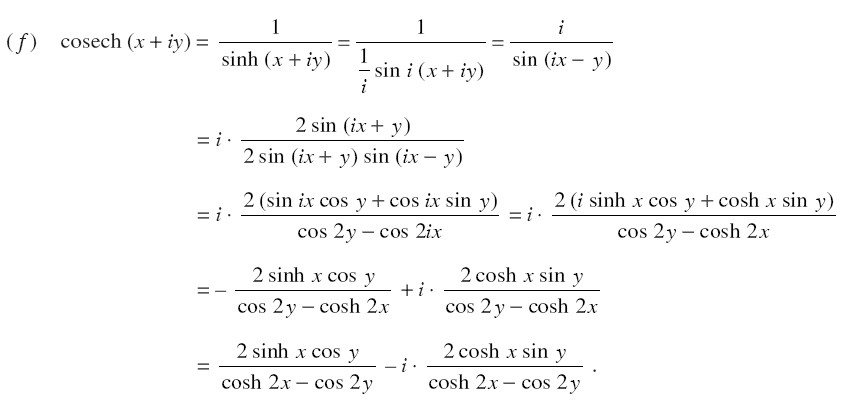 (f) cosech (x + iy) = 1 / sinh (x + iy) = 1 / (1/i sin i (x + iy)) = i / sin (ix − y)
= i · 2 sin (ix + y) / 2 sin (ix + y) sin (ix − y)
= i · 2 (sin ix cos y + cos ix sin y) / cos 2y − cos 2ix = i · 2 (i sinh x cos y + cosh x sin y) / cos 2y − cosh 2x
= − 2 sinh x cos y / cos 2y − cosh 2x + i · 2 cosh x sin y / cos 2y − cosh 2x
= 2 sinh x cos y / cosh 2x − cos 2y − i · 2 cosh x sin y / cosh 2x − cos 2y .